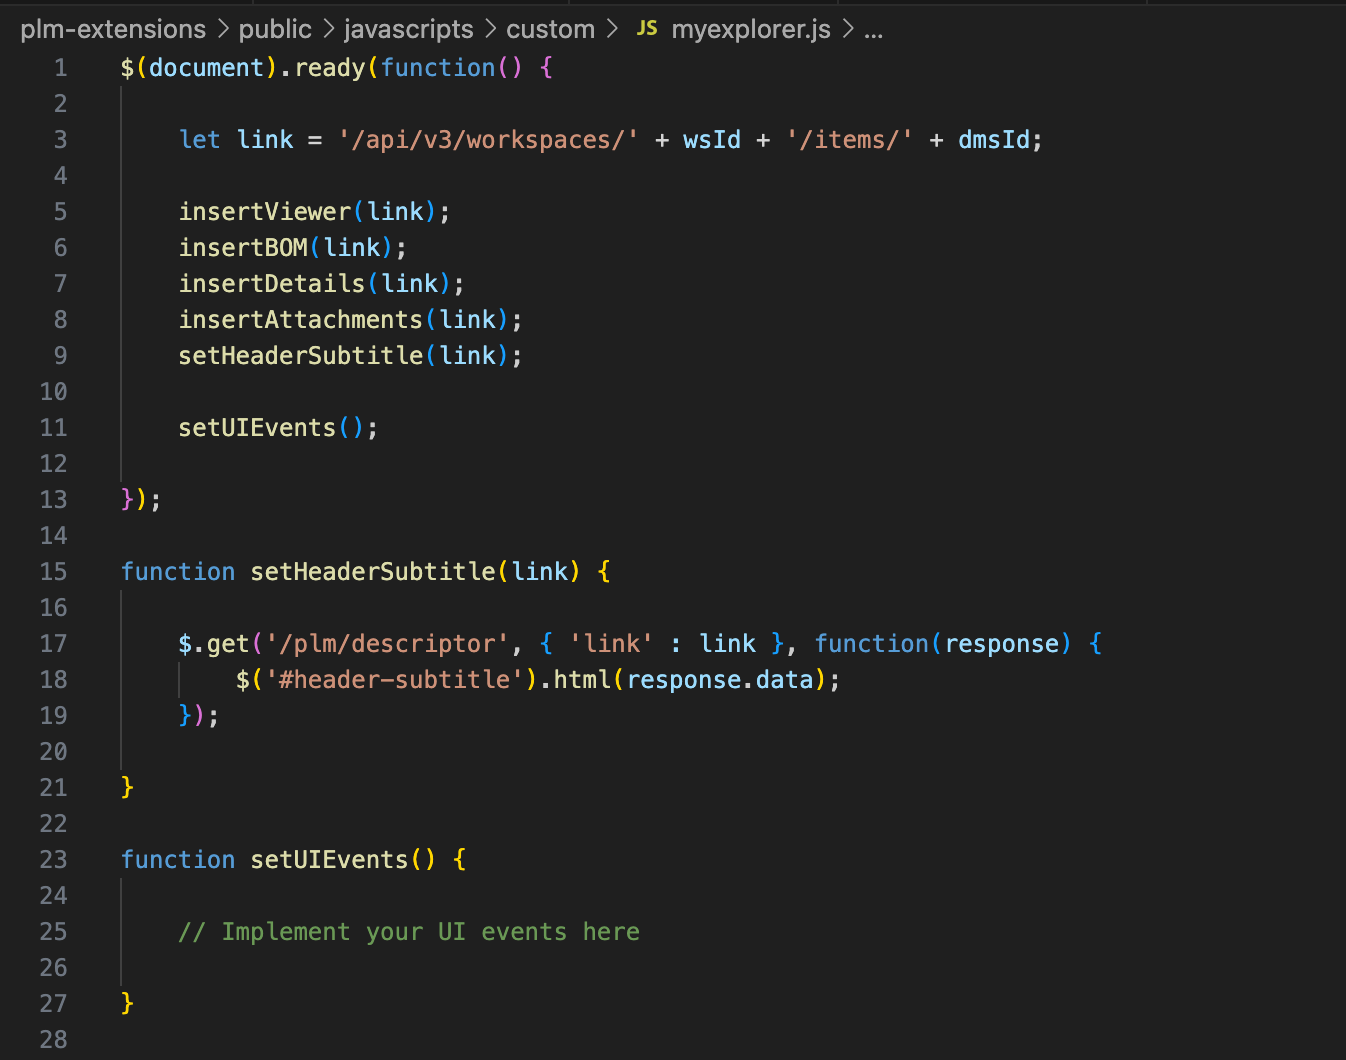 plm-extensions > public > javascripts > custom > JS myexplorer.js > ...
1 $(document).ready(function() {
2
3     let link = '/api/v3/workspaces/' + wsId + '/items/' + dmsId;
4
5     insertViewer(link);
6     insertBOM(link);
7     insertDetails(link);
8     insertAttachments(link);
9     setHeaderSubtitle(link);
10
11     setUIEvents();
12
13 });
14
15 function setHeaderSubtitle(link) {
16
17     $.get('/plm/descriptor', { 'link' : link }, function(response) {
18         $('#header-subtitle').html(response.data);
19     });
20
21 }
22
23 function setUIEvents() {
24
25     // Implement your UI events here
26
27 }
28